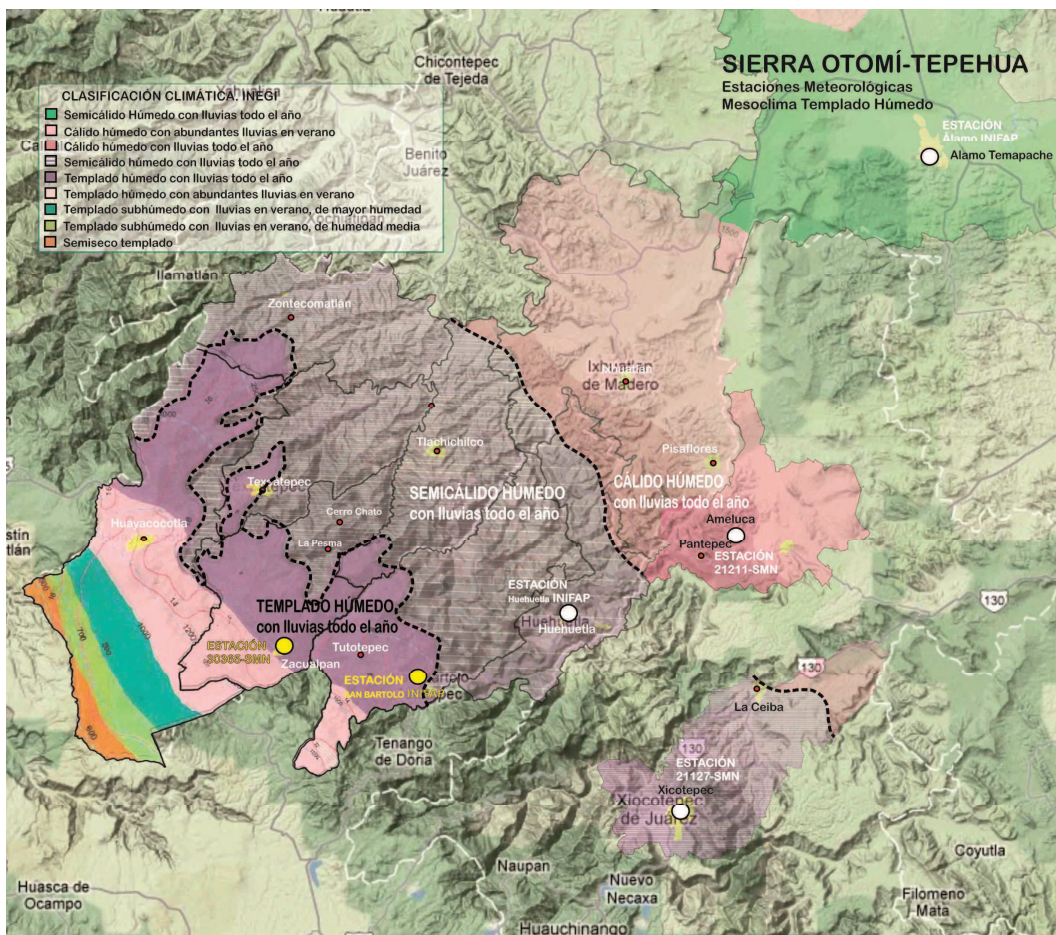 SIERRA OTOMÍ-TEPEHUA
Estaciones Meteorológicas
Mesoclima Templado Húmedo
CLASIFICACIÓN CLIMÁTICA. INEGI
Semicálido Húmedo con lluvias todo el año
Cálido húmedo con abundantes lluvias en verano
Cálido húmedo con lluvias todo el año
Semicálido húmedo con lluvias todo el año
Templado húmedo con lluvias todo el año
Templado húmedo con abundantes lluvias en verano
Templado subhúmedo con lluvias en verano, de mayor humedad
Templado subhúmedo con lluvias en verano, de humedad media
Semiseco templado
Chicontepec
de Tejeda
Benito
Juárez
ESTACIÓN
Álamo INIFAP
Alamo Temapache
1500
Ilamatlán
Zontecomatlán
Ixhuatlan
de Madero
Tlachichilco
Pisaflores
Texcatepec
SEMICÁLIDO HÚMEDO
con lluvias todo el año
CÁLIDO HÚMEDO
con lluvias todo el año
Cerro Chato
Huayacocotla
La Pesma
Ameluca
Pantepec
ESTACIÓN
21211-SMN
ESTACIÓN
Huehuetla INIFAP
Huehuetla
130
TEMPLADO HÚMEDO
con lluvias todo el año
ESTACIÓN
30365-SMN
Zacualpan
Tutotepec
ESTACIÓN
SAN BARTOLO INIFAP
700
1200
600
130
La Ceiba
Tenango
de Doria
130
ESTACIÓN
21127-SMN
Xicotepec
Xicotepec
de Juárez
Naupan
Nuevo
Necaxa
Coyutla
Filomeno
Mata
Huasca de
Ocampo
Huauchinango